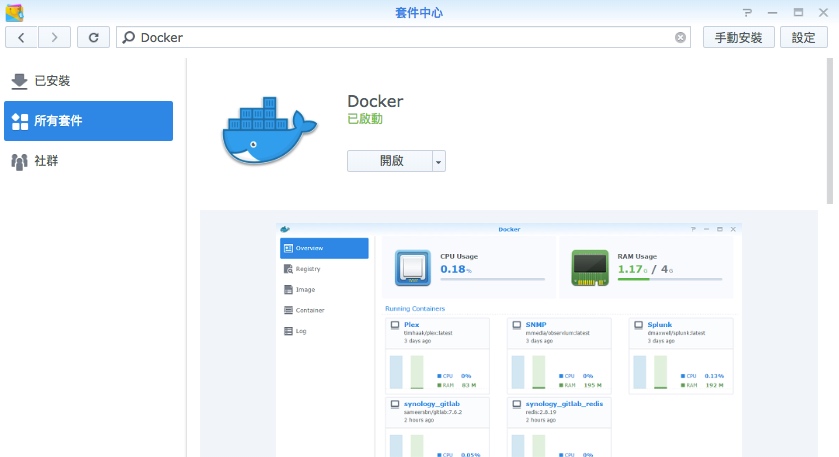 套件中心
Docker
手動安裝
設定
已安裝
所有套件
社群
Docker
已啟動
開啟
Docker
Overview
Registry
Image
Container
Log
CPU Usage
0.18%
RAM Usage
1.17G / 4G
Running Containers
Plex
timhaak/plex:latest
3 days ago
CPU 0%
RAM 83 M
SNMP
mmedia/observium:latest
3 days ago
CPU 0%
RAM 195 M
Splunk
dmaxwell/splunk:latest
3 days ago
CPU 0.13%
RAM 192 M
synology_gitlab
sameersbn/gitlab:7.6.2
2 hours ago
CPU 0.05%
synology_gitlab_redis
redis:2.8.19
2 hours ago
CPU 0%